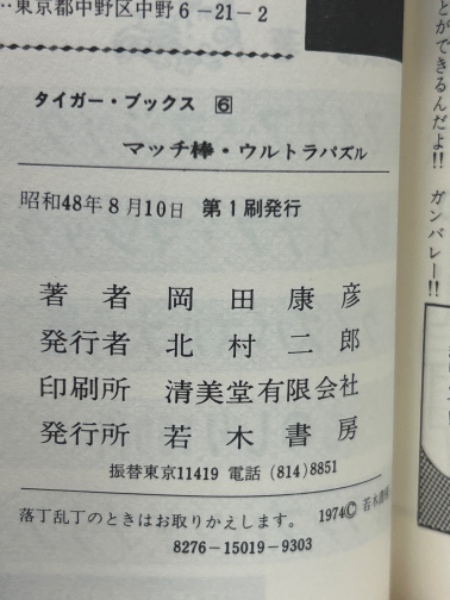 …東京都中野区中野6-21-2
タイガー・ブックス 6
マッチ棒・ウルトラパズル
昭和48年8月10日 第1刷発行
著者 岡田康彦
発行者 北村二郎
印刷所 清美堂有限会社
発行所 若木書房
振替東京11419 電話(814)8851
落丁乱丁のときはお取りかえします。 1974© 若木書房
8276-15019-9303
とができるんだよ!! ガンバレー!!